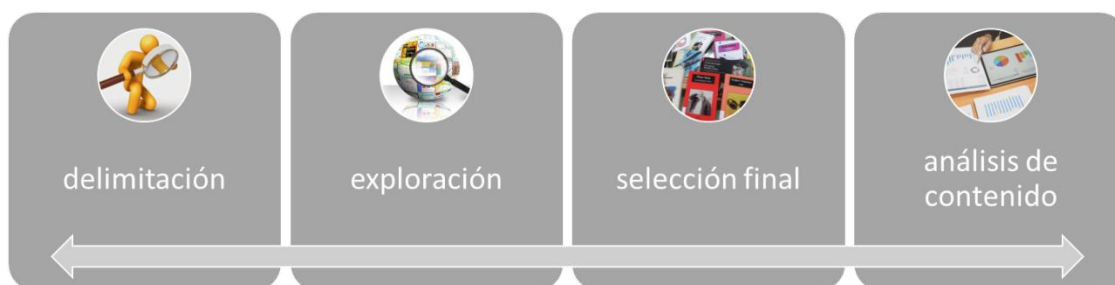 delimitación
exploración
selección final
análisis de
contenido